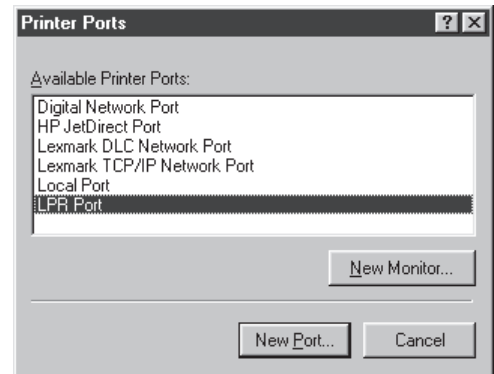 Printer Ports
Available Printer Ports:
Digital Network Port
HP JetDirect Port
Lexmark DLC Network Port
Lexmark TCP/IP Network Port
Local Port
LPR Port
New Monitor...
New Port...
Cancel